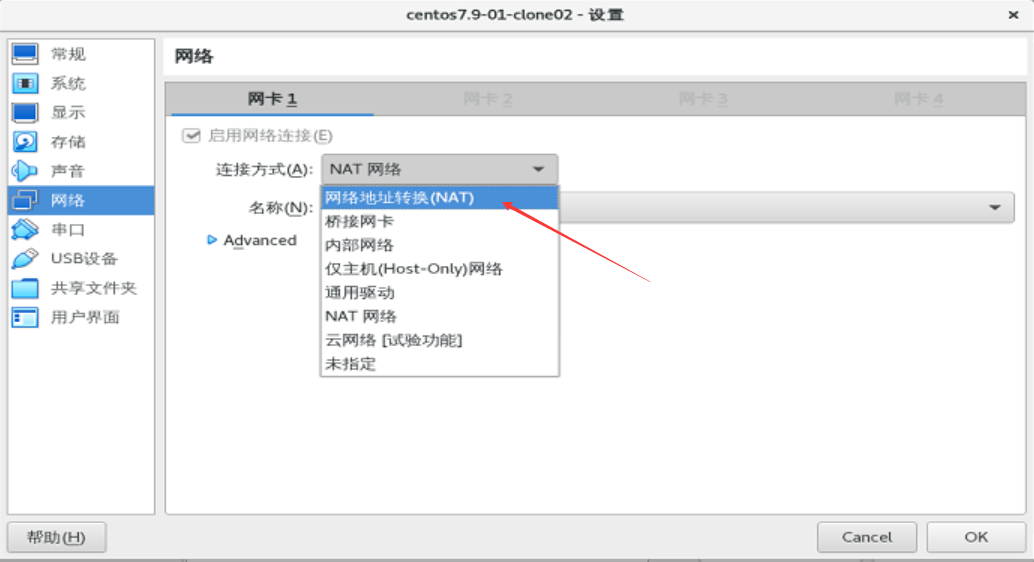 centos7.9-01-clone02 - 设置
常规
系统
显示
存储
声音
网络
串口
USB设备
共享文件夹
用户界面
网络
网卡 1
网卡 2
网卡 3
网卡 4
启用网络连接(E)
连接方式(A):
NAT 网络
网络地址转换(NAT)
桥接网卡
内部网络
仅主机(Host-Only)网络
通用驱动
NAT 网络
云网络 [试验功能]
未指定
名称(N):
Advanced
帮助(H)
Cancel
OK